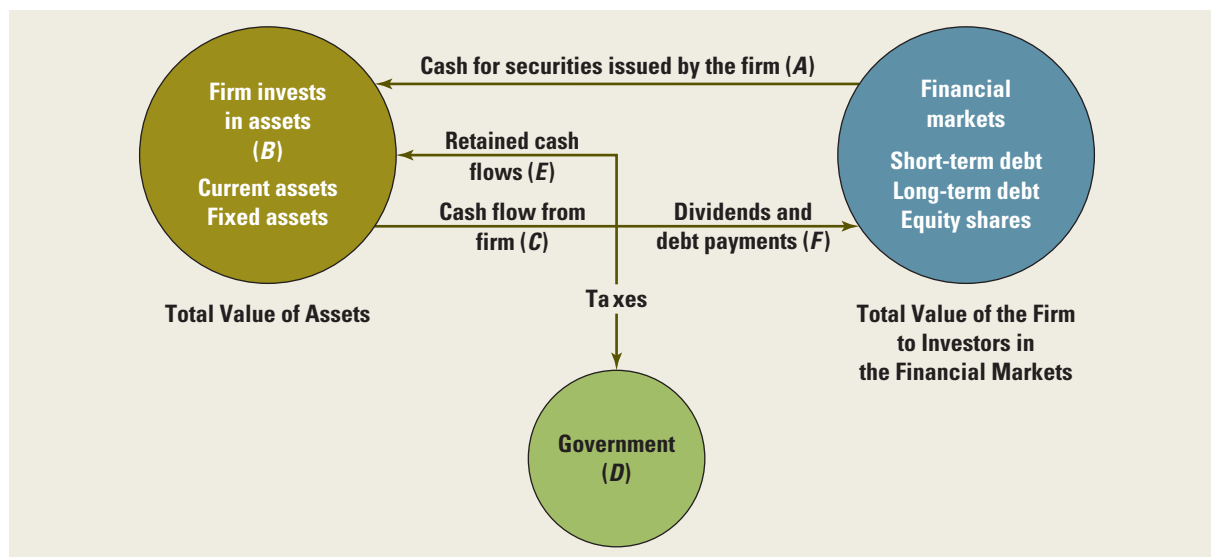 Cash for securities issued by the firm (A)
Firm invests
in assets
(B)
Current assets
Fixed assets
Financial
markets
Short-term debt
Long-term debt
Equity shares
Retained cash
flows (E)
Cash flow from
firm (C)
Dividends and
debt payments (F)
Taxes
Total Value of Assets
Total Value of the Firm
to Investors in
the Financial Markets
Government
(D)